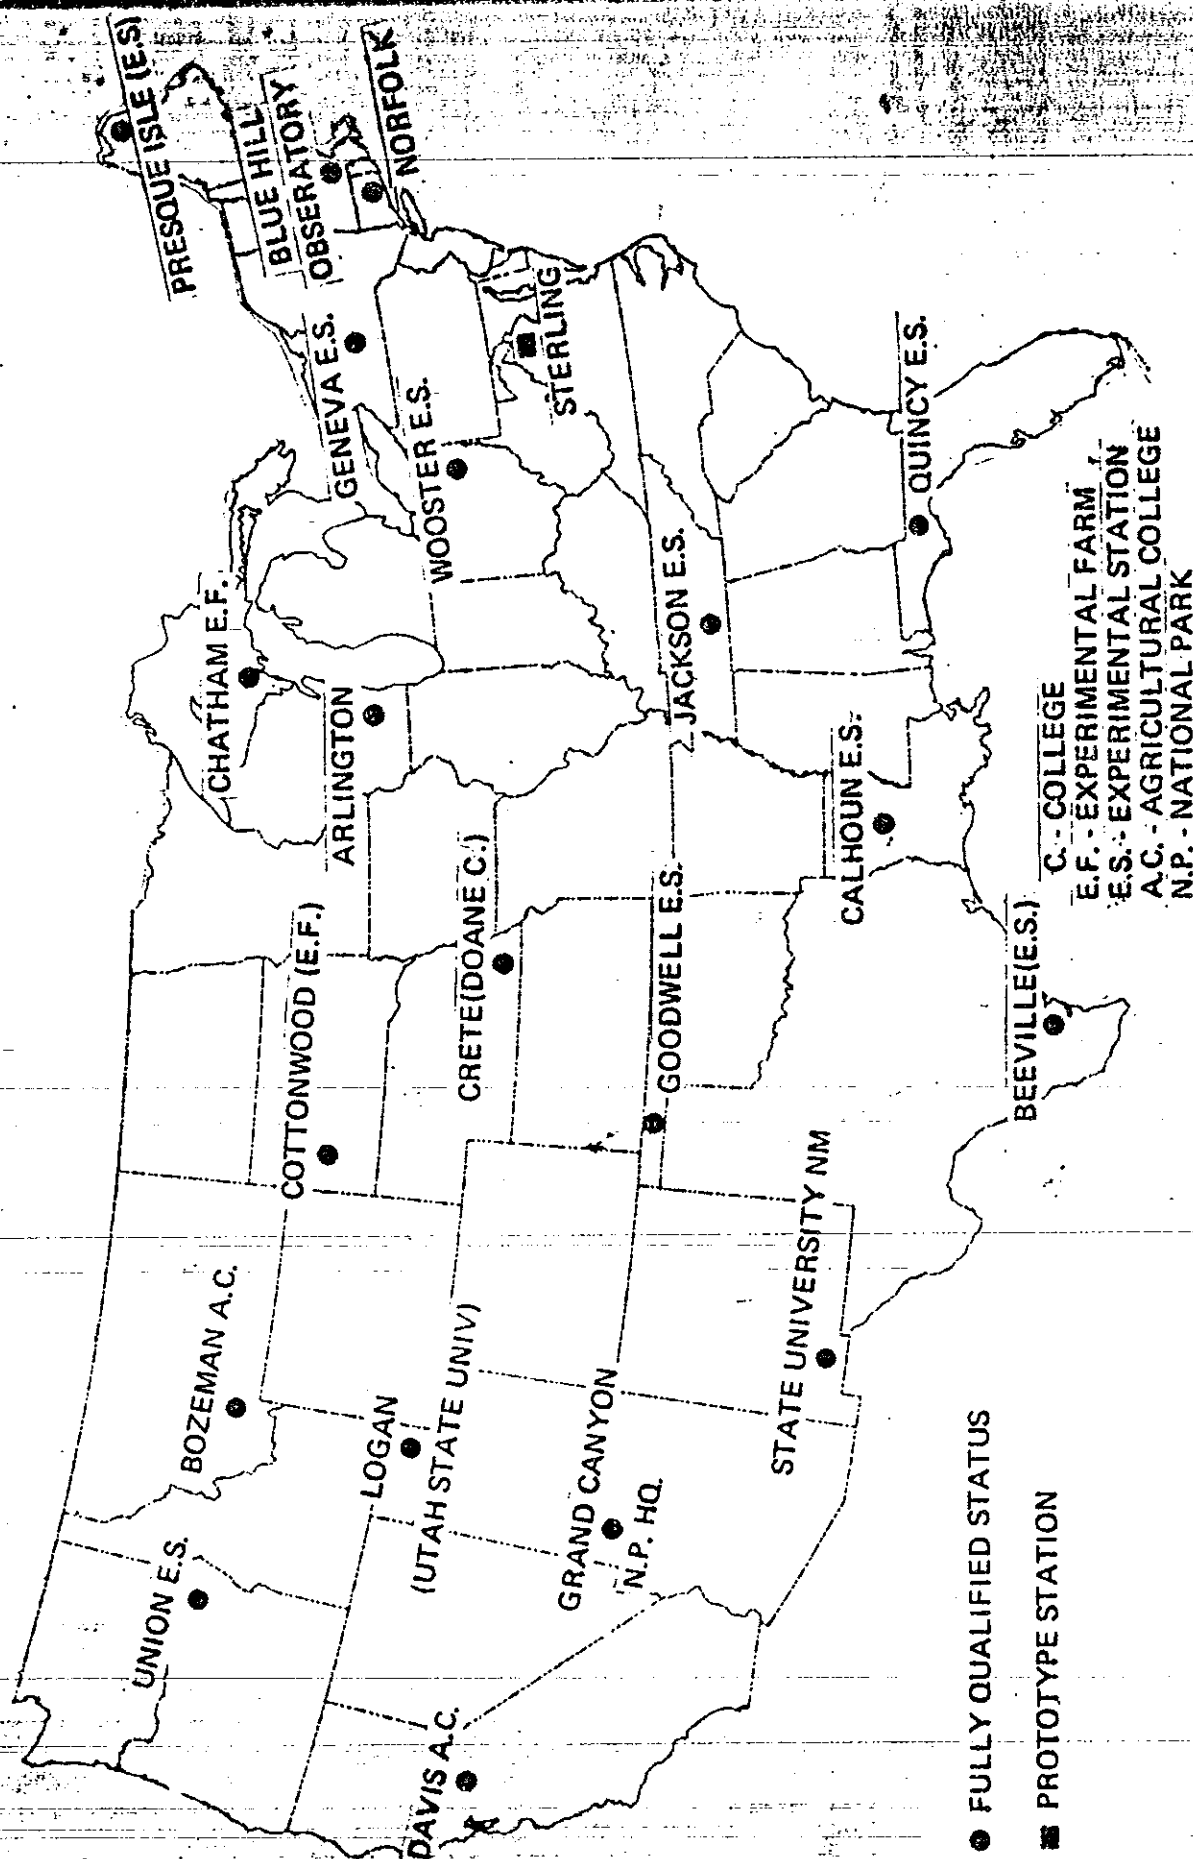 PRESQUE ISLE (E.S)
BLUE HILL
OBSERATORY
NORFOLK
GENEVA E.S.
WOOSTER E.S.
STERLING
CHATHAM E.F.
ARLINGTON
JACKSON E.S.
QUINCY E.S.
COTTONWOOD (E.F.)
CRETE(DOANE C.)
GOODWELL E.S.
CALHOUN E.S.
BEEVILLE(E.S.)
BOZEMAN A.C.
LOGAN
(UTAH STATE UNIV)
GRAND CANYON
N.P. HQ.
STATE UNIVERSITY NM
UNION E.S.
DAVIS A.C.
FULLY QUALIFIED STATUS
PROTOTYPE STATION
C. - COLLEGE
E.F. - EXPERIMENTAL FARM
E.S. - EXPERIMENTAL STATION
A.C. - AGRICULTURAL COLLEGE
N.P. - NATIONAL PARK